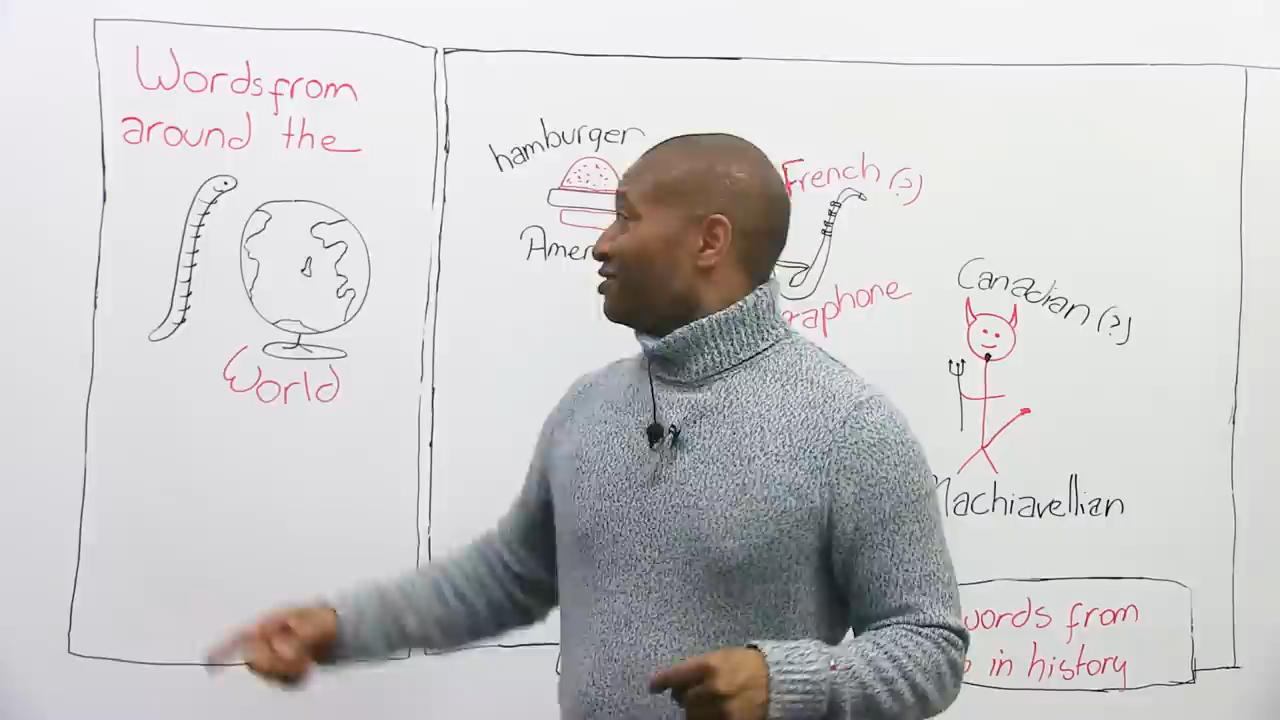 Words from
around the
World
hamburger
French (?)
Canadian (?)
Machiavellian
words from
in history